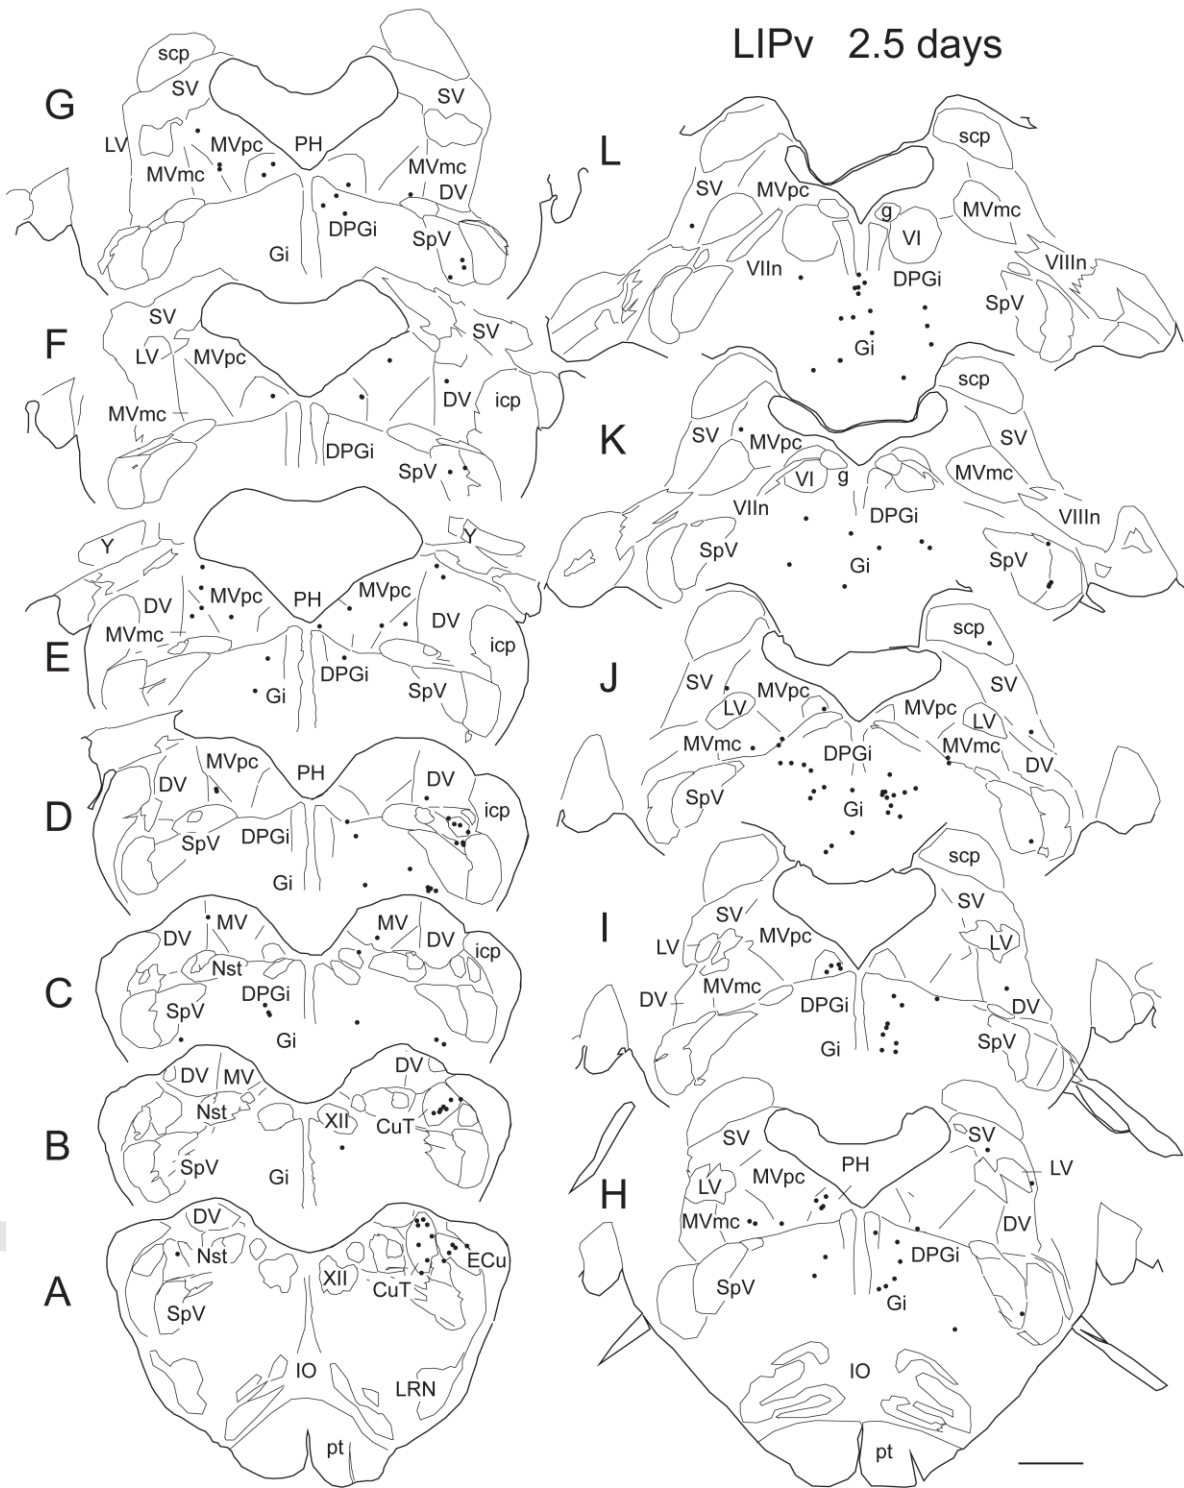 LIPv 2.5 days
G
scp
SV
SV
LV
MVpc
PH
MVmc
MVmc
DV
DPGi
SpV
Gi
F
SV
SV
LV
MVpc
DV
icp
MVmc
DPGi
SpV
E
Y
Y
MVpc
PH
MVpc
DV
DV
MVmc
icp
DPGi
Gi
SpV
D
MVpc
PH
DV
DV
icp
SpV
DPGi
Gi
C
MV
MV
DV
DV
icp
Nst
DPGi
SpV
Gi
B
DV
MV
DV
Nst
XII
CuT
SpV
Gi
A
DV
Nst
ECu
XII
CuT
SpV
IO
LRN
pt
L
scp
SV
MVpc
g
MVmc
VI
VIIn
VIIIn
DPGi
SpV
Gi
K
scp
SV
MVpc
SV
MVmc
VI
g
VIIn
DPGi
VIIIn
SpV
Gi
SpV
J
scp
SV
MVpc
SV
LV
MVpc
LV
MVmc
DPGi
MVmc
DV
SpV
Gi
I
scp
SV
SV
LV
MVpc
LV
MVmc
DV
DPGi
DV
Gi
SpV
H
SV
SV
MVpc
PH
LV
LV
MVmc
DV
DPGi
SpV
Gi
IO
pt